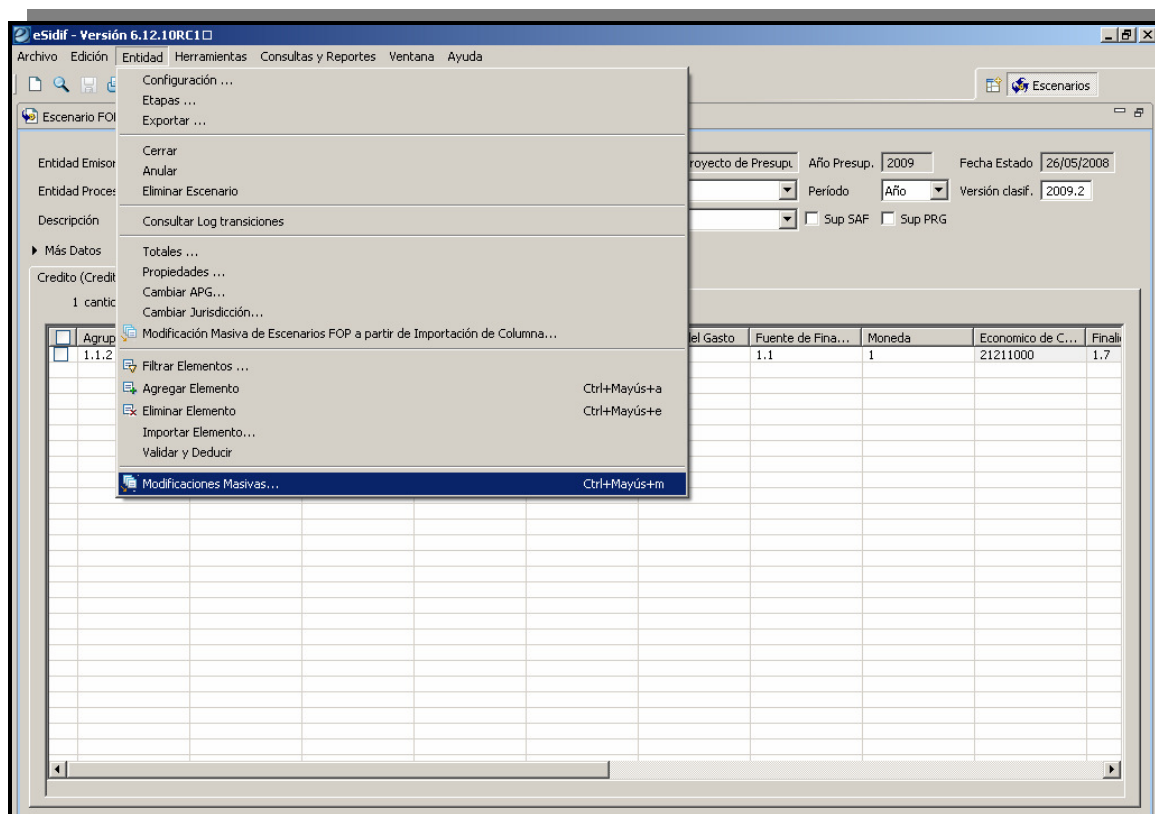 eSidif - Versión 6.12.10RC1
Archivo Edición Entidad Herramientas Consultas y Reportes Ventana Ayuda
Escenarios
Escenario FOP
Entidad Emisor
royecto de Presupu
Año Presup. 2009
Fecha Estado 26/05/2008
Entidad Proces
Período Año
Versión clasif. 2009.2
Descripción
Sup SAF Sup PRG
Más Datos
Credito (Credit
1 cantid
Configuración ...
Etapas ...
Exportar ...
Cerrar
Anular
Eliminar Escenario
Consultar Log transiciones
Totales ...
Propiedades ...
Cambiar APG...
Cambiar Jurisdicción...
Modificación Masiva de Escenarios FOP a partir de Importación de Columna...
Filtrar Elementos ...
Agregar Elemento Ctrl+Mayús+a
Eliminar Elemento Ctrl+Mayús+e
Importar Elemento...
Validar y Deducir
Modificaciones Masivas... Ctrl+Mayús+m
Agrup del Gasto Fuente de Fina... Moneda Economico de C... Finali
1.1.2 1.1 1 21211000 1.7